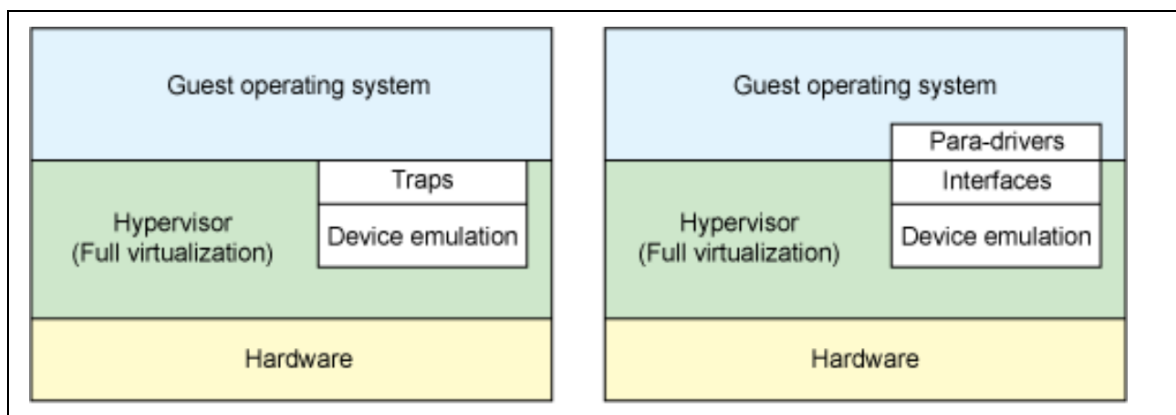 Guest operating system
Traps
Hypervisor
(Full virtualization)
Device emulation
Hardware
Guest operating system
Para-drivers
Interfaces
Hypervisor
(Full virtualization)
Device emulation
Hardware